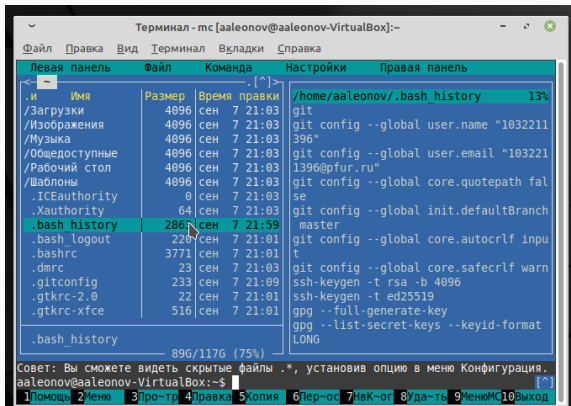 Терминал - mc [aaleonov@aaleonov-VirtualBox]:~
Файл Правка Вид Терминал Вкладки Справка
Левая панель Файл Команда Настройки Правая панель
<- ~ .[^]>
.и Имя Размер Время правки
/Загрузки 4096 сен 7 21:03
/Изображения 4096 сен 7 21:03
/Музыка 4096 сен 7 21:03
/Общедоступные 4096 сен 7 21:03
/Рабочий стол 4096 сен 7 21:03
/Шаблоны 4096 сен 7 21:03
.ICEauthority 0 сен 7 21:03
.Xauthority 64 сен 7 21:03
.bash_history сен 7 21:59
.bash_logout 220 сен 7 21:01
.bashrc 3771 сен 7 21:01
.dmrc 23 сен 7 21:03
.gitconfig 233 сен 7 21:09
.gtkrc-2.0 22 сен 7 21:01
.gtkrc-xfce 516 сен 7 21:01
.bash_history
89G/117G (75%)
/home/aaleonov/.bash_history 13%
git
git config --global user.name "1032211
396"
git config --global user.email "103221
1396@pfur.ru"
git config --global core.quotepath fal
se
git config --global init.defaultBranch
master
git config --global core.autocrlf inpu
t
git config --global core.safecrlf warn
ssh-keygen -t rsa -b 4096
ssh-keygen -t ed25519
gpg --full-generate-key
gpg --list-secret-keys --keyid-format
LONG
Совет: Вы сможете видеть скрытые файлы .*, установив опцию в меню Конфигурация.
aaleonov@aaleonov-VirtualBox:~$ [^]
1Помощь 2Меню 3Про~тр 4Правка 5Копия 6Пер~ос 7НвК~ог 8Уда~ть 9МенюMC 10Выход